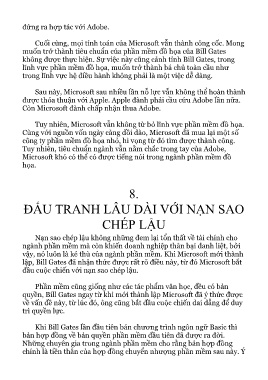 đứng ra hợp tác với Adobe.
Cuối cùng, mọi tính toán của Microsoft vẫn thành công cốc. Mong
muốn trở thành tiêu chuẩn của phần mềm đồ họa của Bill Gates
không được thực hiện. Sự việc này cũng cảnh tỉnh Bill Gates, trong
lĩnh vực phần mềm đồ họa, muốn trở thành bá chủ toàn cầu như
trong lĩnh vực hệ điều hành không phải là một việc dễ dàng.
Sau này, Microsoft sau nhiều lần nỗ lực vẫn không thể hoàn thành
được thỏa thuận với Apple. Apple đành phải cầu cứu Adobe lần nữa.
Còn Microsoft đành chấp nhận thua Adobe.
Tuy nhiên, Microsoft vẫn không từ bỏ lĩnh vực phần mềm đồ họa.
Cùng với nguồn vốn ngày càng dồi dào, Microsoft đã mua lại một số
công ty phần mềm đồ họa nhỏ, hi vọng từ đó tìm được thành công.
Tuy nhiên, tiêu chuẩn ngành vẫn nằm chắc trong tay của Adobe,
Microsoft khó có thể có được tiếng nói trong ngành phần mềm đồ
họa.
8.
ĐẤU TRANH LÂU DÀI VỚI NẠN SAO
CHÉP LẬU
Nạn sao chép lậu không những đem lại tổn thất về tài chính cho
ngành phần mềm mà còn khiến doanh nghiệp thân bại danh liệt, bởi
vậy, nó luôn là kẻ thù của ngành phần mềm. Khi Microsoft mới thành
lập, Bill Gates đã nhận thức được rất rõ điều này, từ đó Microsoft bắt
đầu cuộc chiến với nạn sao chép lậu.
Phần mềm cũng giống như các tác phẩm văn học, đều có bản
quyền, Bill Gates ngay từ khi mới thành lập Microsoft đã ý thức được
về vấn đề này, từ lúc đó, ông cũng bắt đầu cuộc chiến dai dẳng để duy
trì quyền lực.
Khi Bill Gates lần đầu tiên bán chương trình ngôn ngữ Basic thì
bản hợp đồng về bản quyền phần mềm đầu tiên đã được ra đời.
Những chuyên gia trong ngành phần mềm cho rằng bản hợp đồng
chính là tiền thân của hợp đồng chuyển nhượng phần mềm sau này. Ý